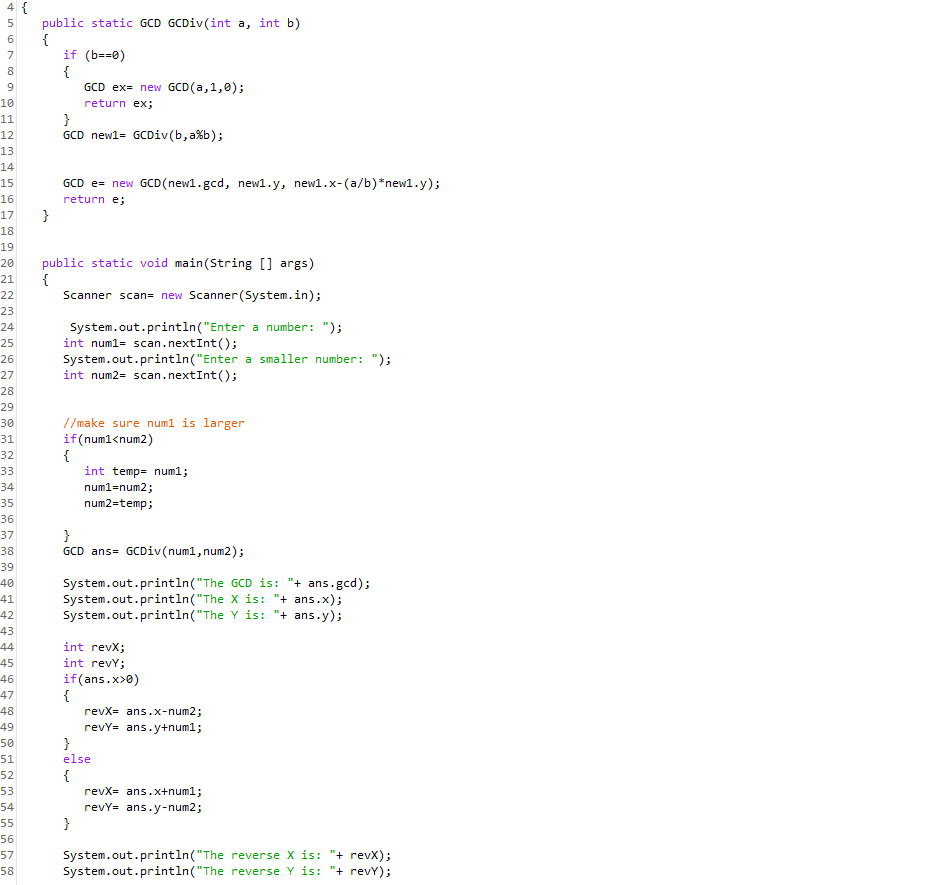 4 {
5 public static GCD GCDiv(int a, int b)
6 {
7 if (b==0)
8 {
9 GCD ex= new GCD(a,1,0);
10 return ex;
11 }
12 GCD new1= GCDiv(b,a%b);
13
14
15 GCD e= new GCD(new1.gcd, new1.y, new1.x-(a/b)*new1.y);
16 return e;
17 }
18
19
20 public static void main(String [] args)
21 {
22 Scanner scan= new Scanner(System.in);
23
24 System.out.println("Enter a number: ");
25 int num1= scan.nextInt();
26 System.out.println("Enter a smaller number: ");
27 int num2= scan.nextInt();
28
29
30 //make sure num1 is larger
31 if(num1<num2)
32 {
33 int temp= num1;
34 num1=num2;
35 num2=temp;
36
37 }
38 GCD ans= GCDiv(num1,num2);
39
40 System.out.println("The GCD is: "+ ans.gcd);
41 System.out.println("The X is: "+ ans.x);
42 System.out.println("The Y is: "+ ans.y);
43
44 int revX;
45 int revY;
46 if(ans.x>0)
47 {
48 revX= ans.x-num2;
49 revY= ans.y+num1;
50 }
51 else
52 {
53 revX= ans.x+num1;
54 revY= ans.y-num2;
55 }
56
57 System.out.println("The reverse X is: "+ revX);
58 System.out.println("The reverse Y is: "+ revY);